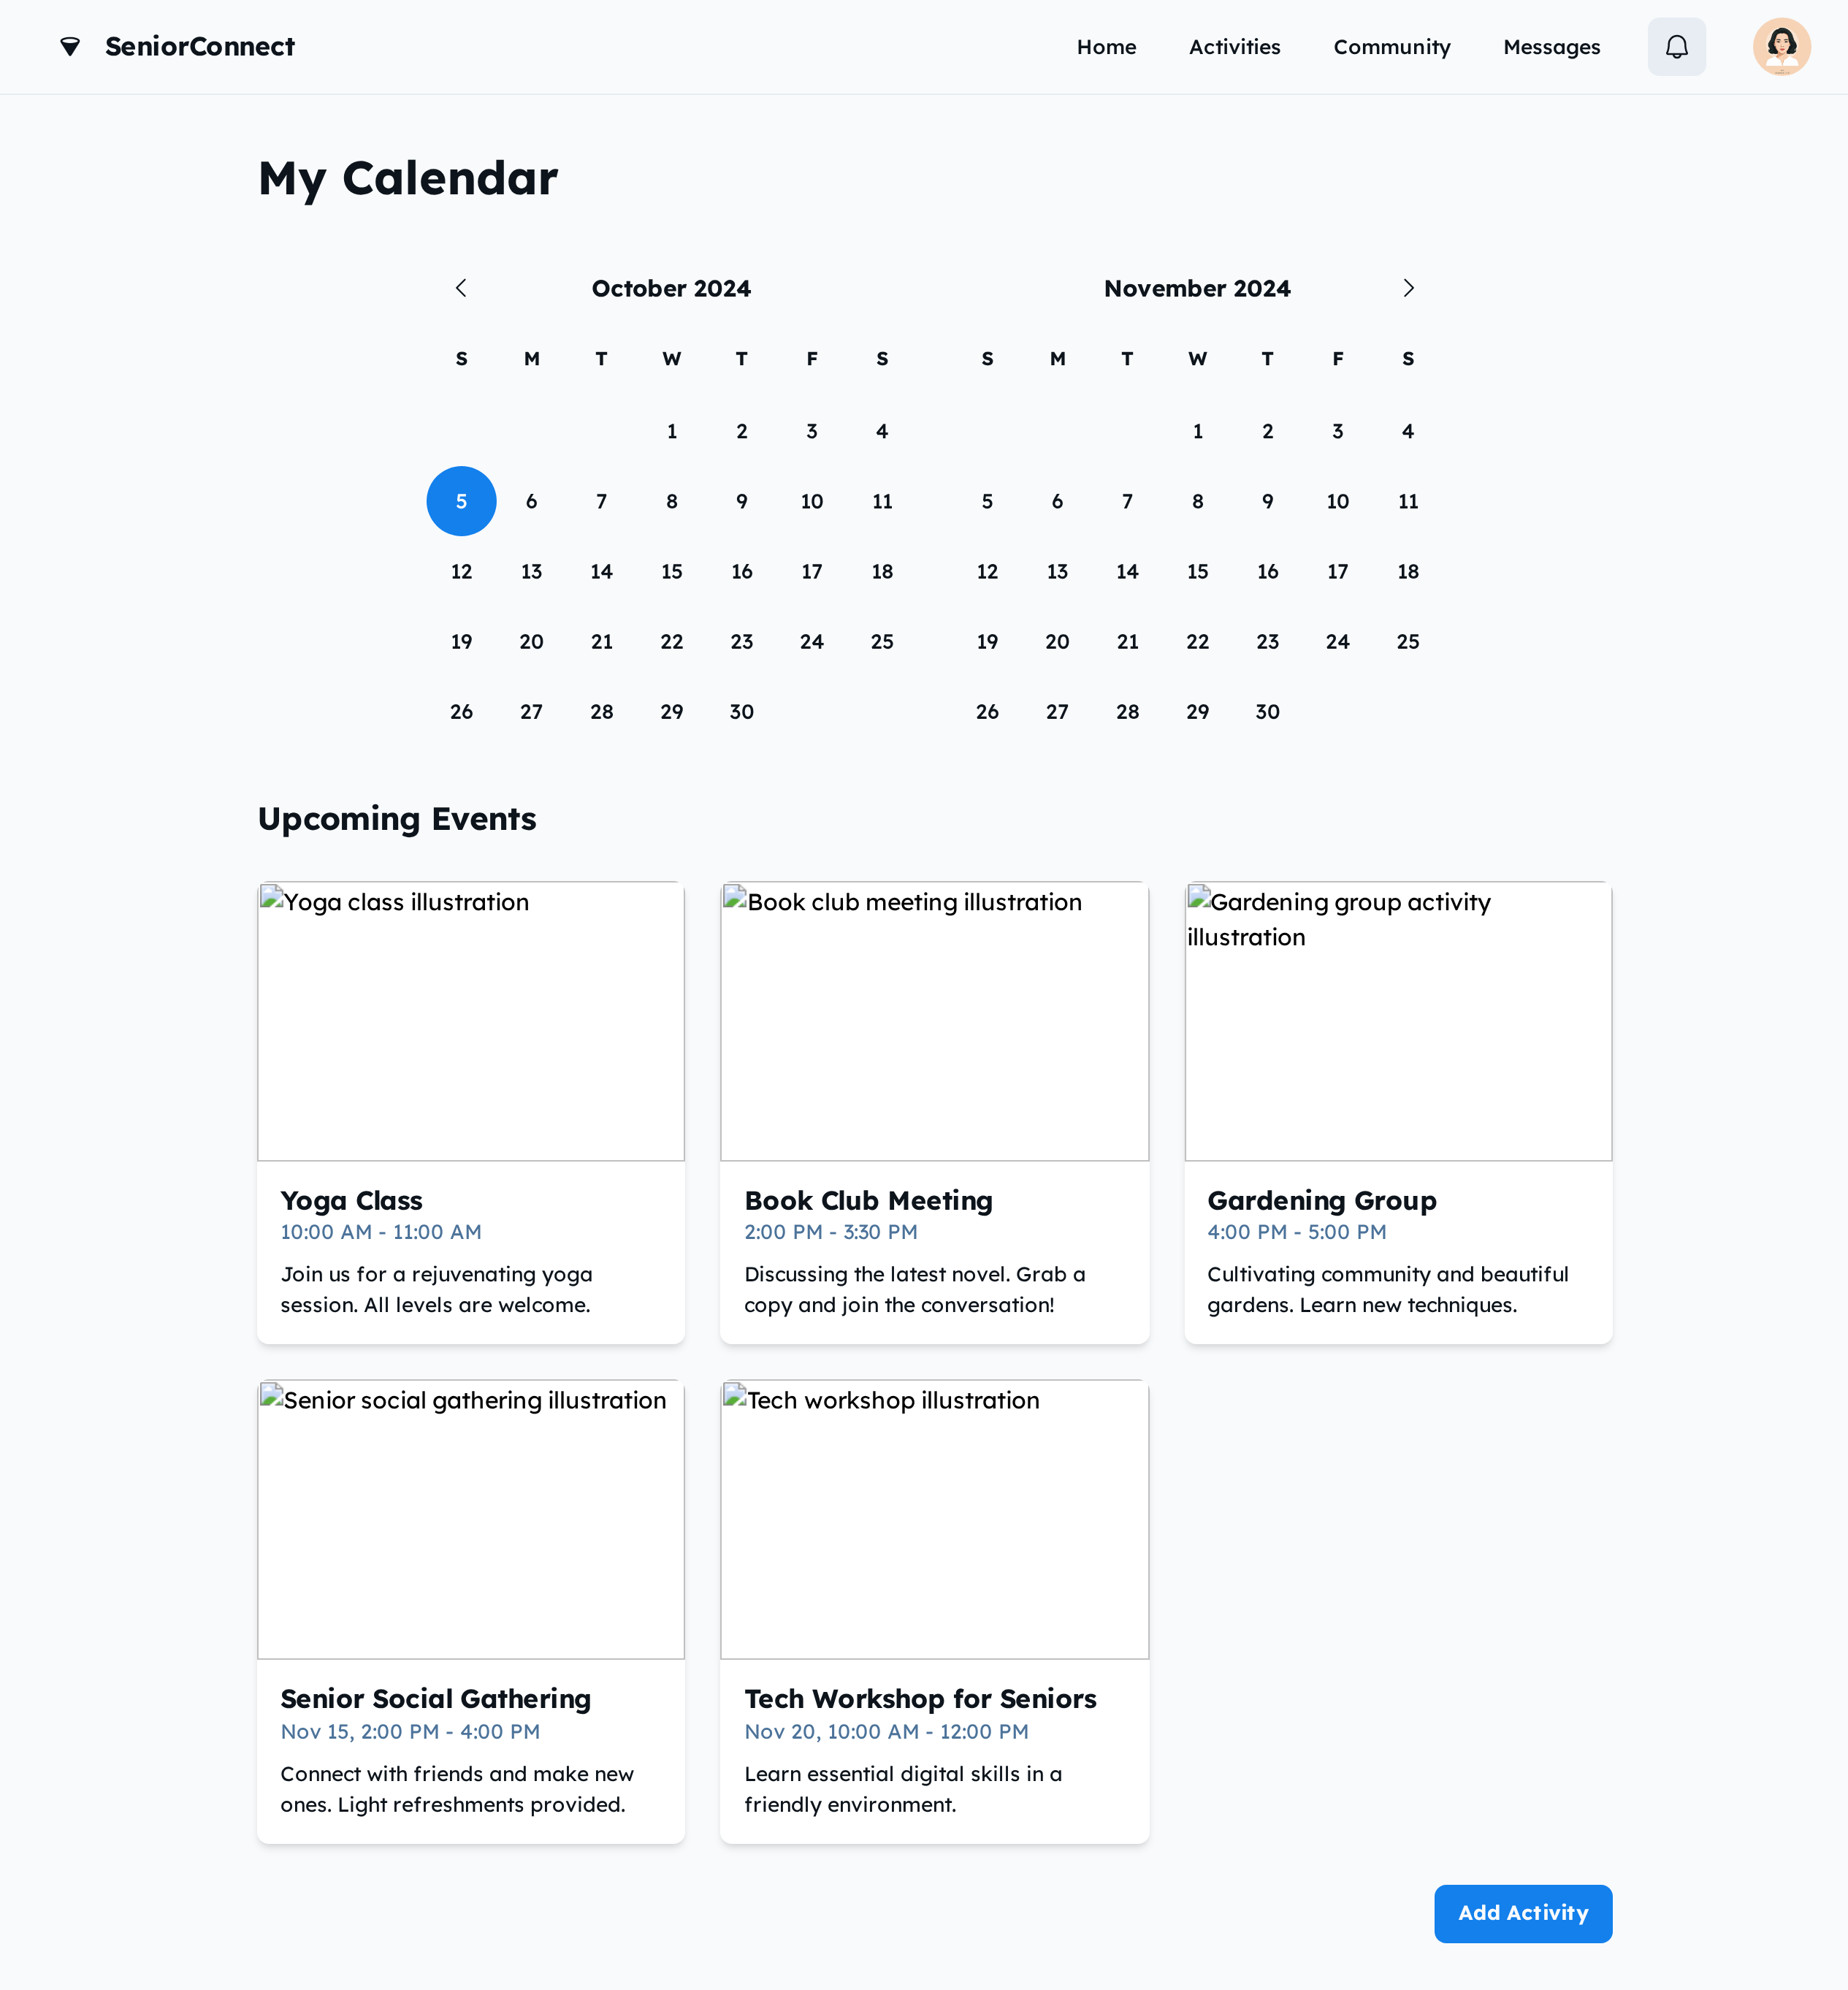 SeniorConnect
Home Activities Community Messages
My Calendar
October 2024
S M T W T F S
1 2 3 4
5 6 7 8 9 10 11
12 13 14 15 16 17 18
19 20 21 22 23 24 25
26 27 28 29 30
November 2024
S M T W T F S
1 2 3 4
5 6 7 8 9 10 11
12 13 14 15 16 17 18
19 20 21 22 23 24 25
26 27 28 29 30
Upcoming Events
Yoga class illustration
Yoga Class
10:00 AM - 11:00 AM
Join us for a rejuvenating yoga
session. All levels are welcome.
Book club meeting illustration
Book Club Meeting
2:00 PM - 3:30 PM
Discussing the latest novel. Grab a
copy and join the conversation!
Gardening group activity
illustration
Gardening Group
4:00 PM - 5:00 PM
Cultivating community and beautiful
gardens. Learn new techniques.
Senior social gathering illustration
Senior Social Gathering
Nov 15, 2:00 PM - 4:00 PM
Connect with friends and make new
ones. Light refreshments provided.
Tech workshop illustration
Tech Workshop for Seniors
Nov 20, 10:00 AM - 12:00 PM
Learn essential digital skills in a
friendly environment.
Add Activity